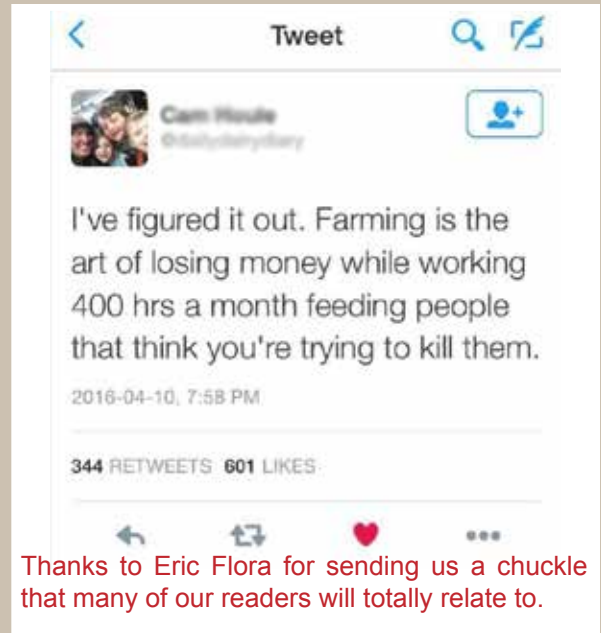 Tweet
I've figured it out. Farming is the
art of losing money while working
400 hrs a month feeding people
that think you're trying to kill them.
2016-04-10, 7:58 PM
344 RETWEETS 601 LIKES
Thanks to Eric Flora for sending us a chuckle
that many of our readers will totally relate to.